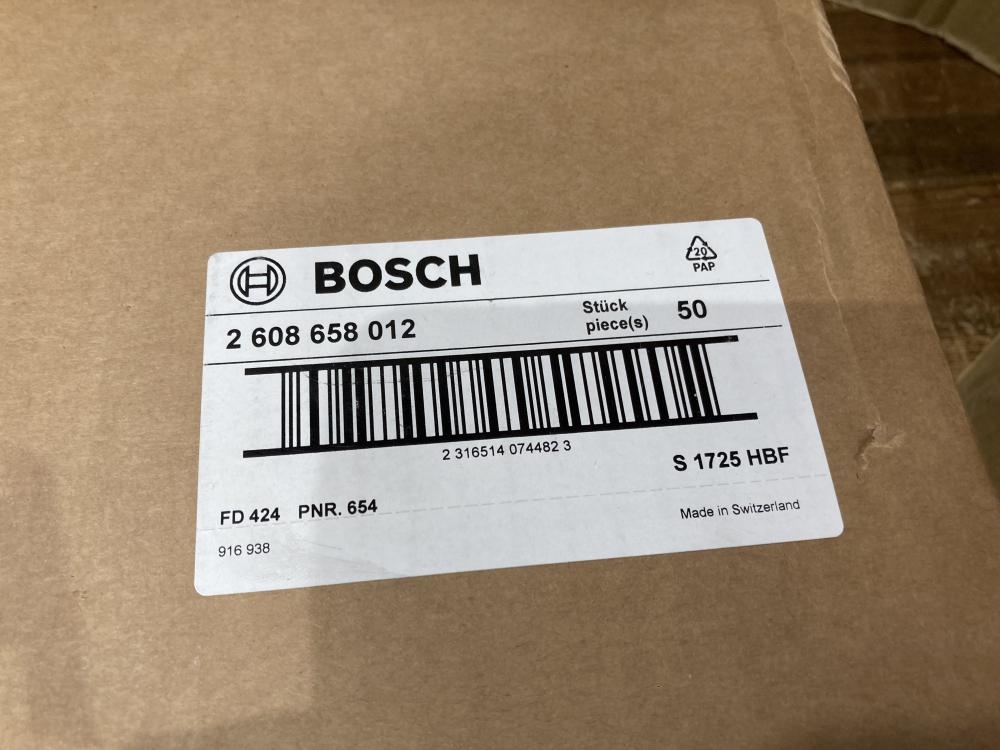 BOSCH
20
PAP
2 608 658 012
Stück
piece(s)
50
2 316514 074482 3
S 1725 HBF
FD 424 PNR. 654
Made in Switzerland
916 938